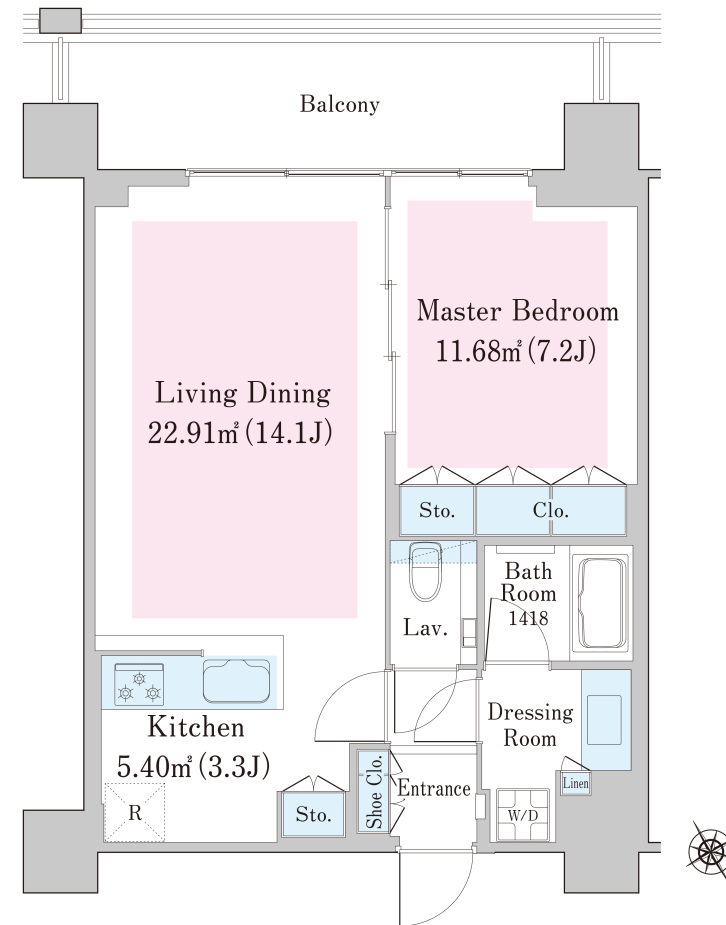 Balcony
Master Bedroom
11.68㎡(7.2J)
Living Dining
22.91㎡(14.1J)
Sto.
Clo.
Bath
Room
1418
Lav.
Dressing
Room
Kitchen
5.40㎡(3.3J)
Shoe Clo.
Entrance
Linen
R
Sto.
W/D